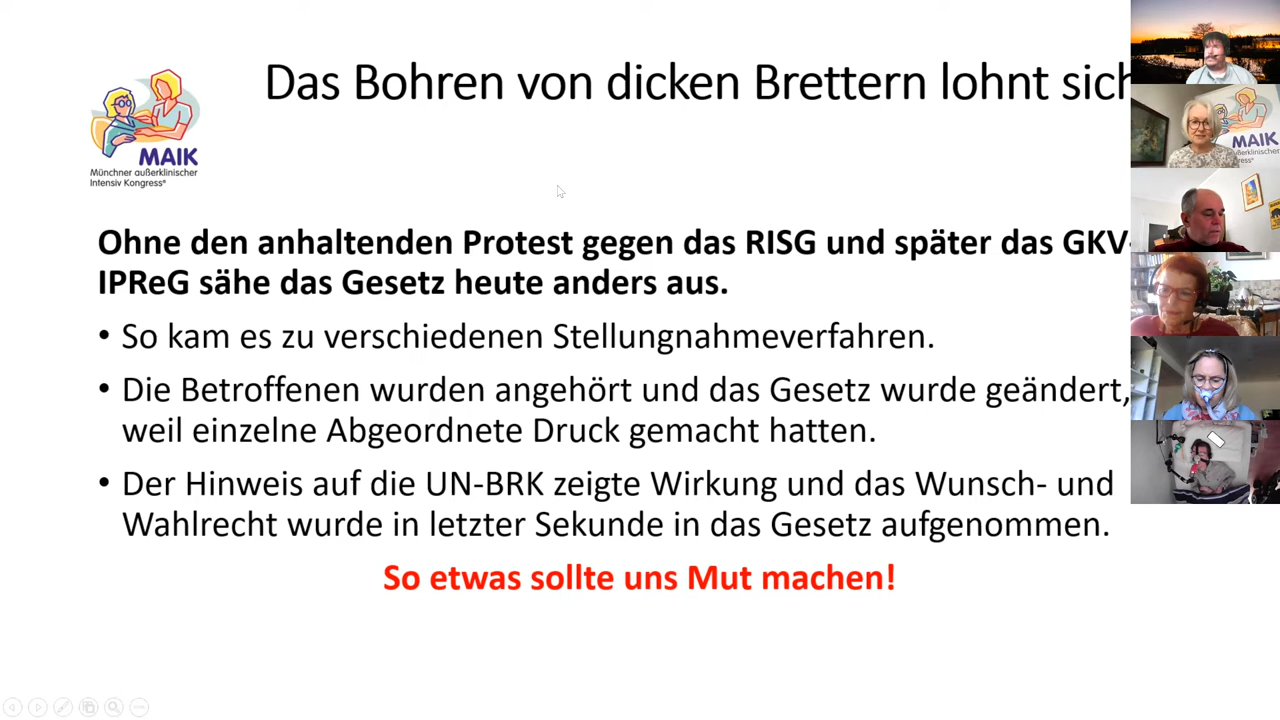 Das Bohren von dicken Brettern lohnt sich
MAIK
Münchner außerklinischer
Intensiv Kongress®
MAIK
Ohne den anhaltenden Protest gegen das RISG und später das GKV-
IPReG sähe das Gesetz heute anders aus.
• So kam es zu verschiedenen Stellungnahmeverfahren.
• Die Betroffenen wurden angehört und das Gesetz wurde geändert,
weil einzelne Abgeordnete Druck gemacht hatten.
• Der Hinweis auf die UN-BRK zeigte Wirkung und das Wunsch- und
Wahlrecht wurde in letzter Sekunde in das Gesetz aufgenommen.
So etwas sollte uns Mut machen!